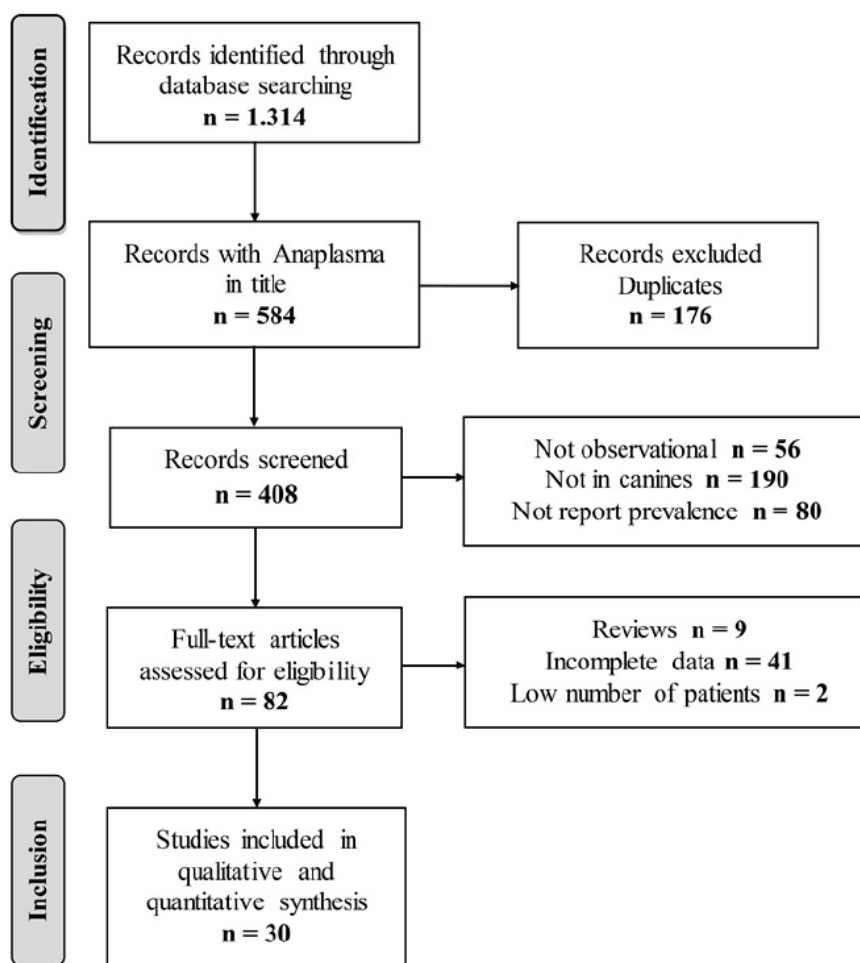 Identification
Records identified through
database searching
n = 1.314
Records with Anaplasma
in title
n = 584
Records excluded
Duplicates
n = 176
Screening
Records screened
n = 408
Not observational n = 56
Not in canines n = 190
Not report prevalence n = 80
Eligibility
Full-text articles
assessed for eligibility
n = 82
Reviews n = 9
Incomplete data n = 41
Low number of patients n = 2
Inclusion
Studies included in
qualitative and
quantitative synthesis
n = 30